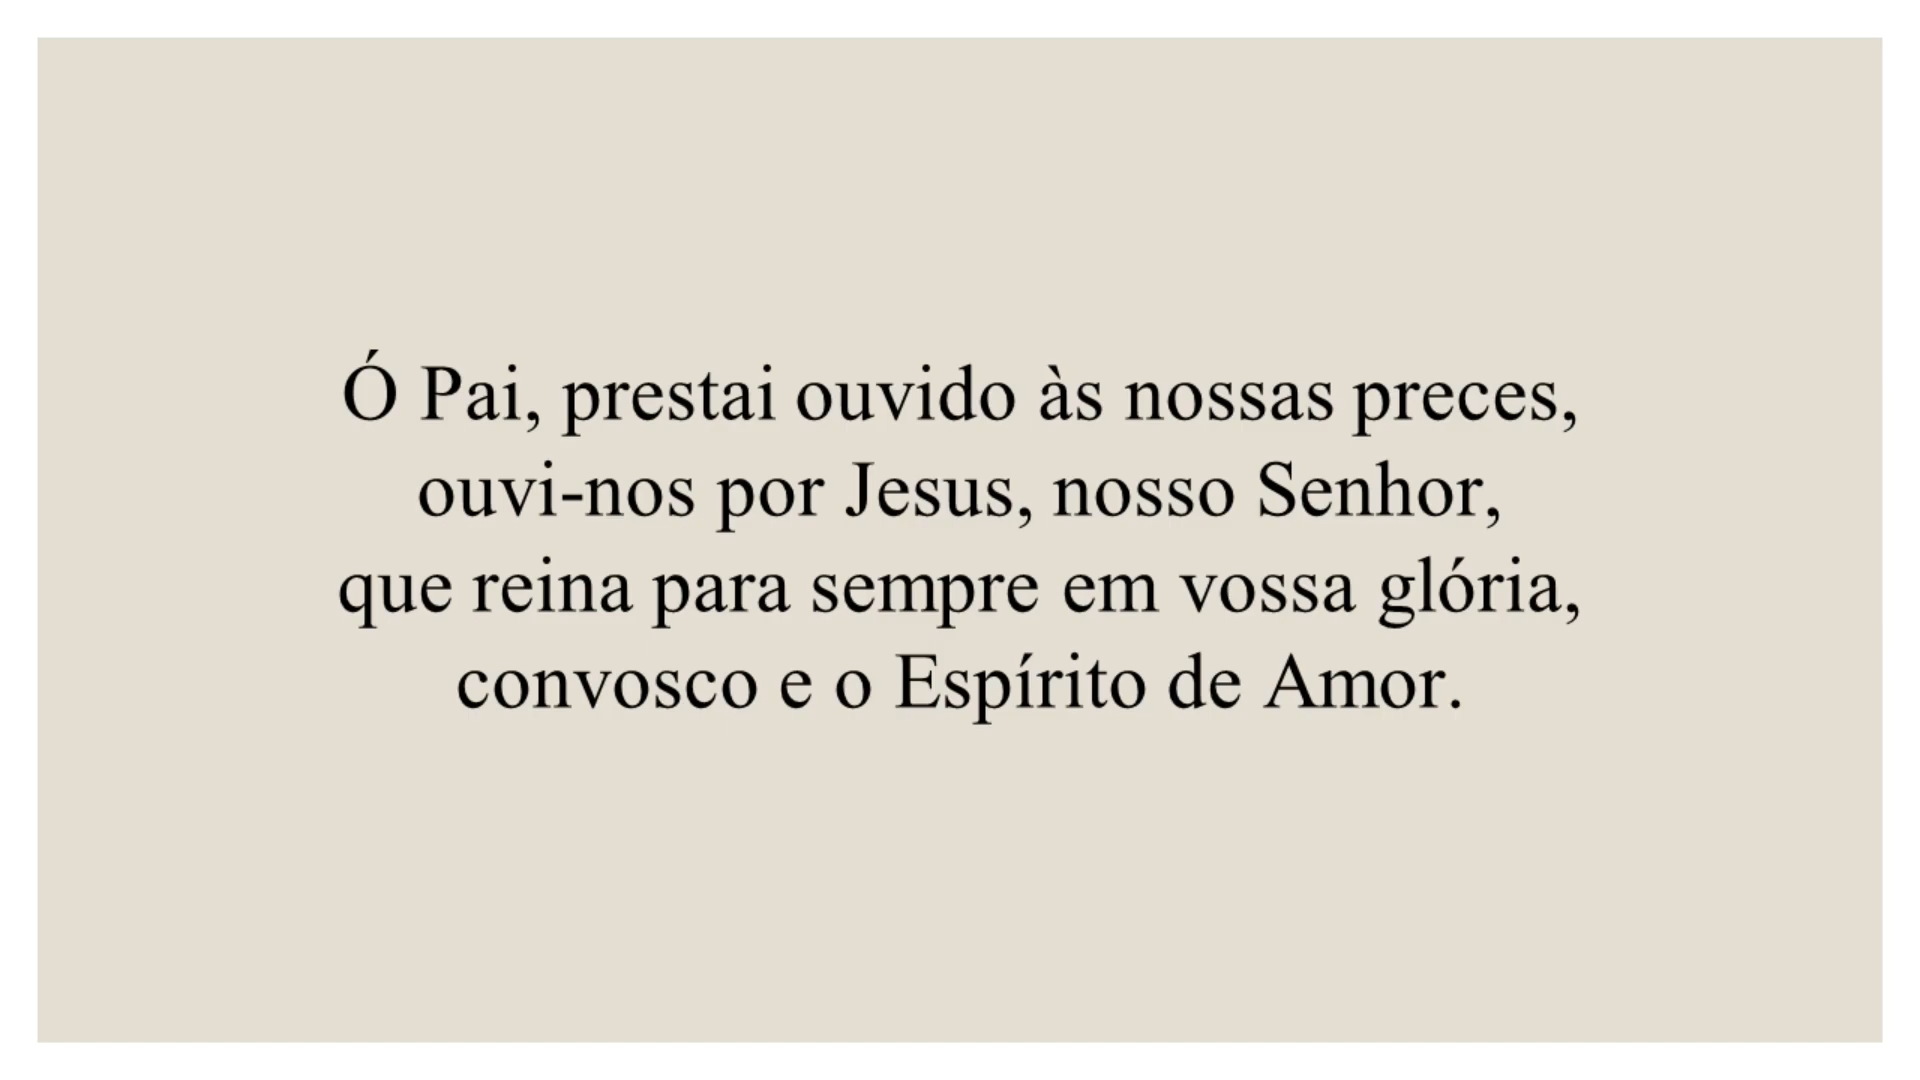 Ó Pai, prestai ouvido às nossas preces,
ouvi-nos por Jesus, nosso Senhor,
que reina para sempre em vossa glória,
convosco e o Espírito de Amor.